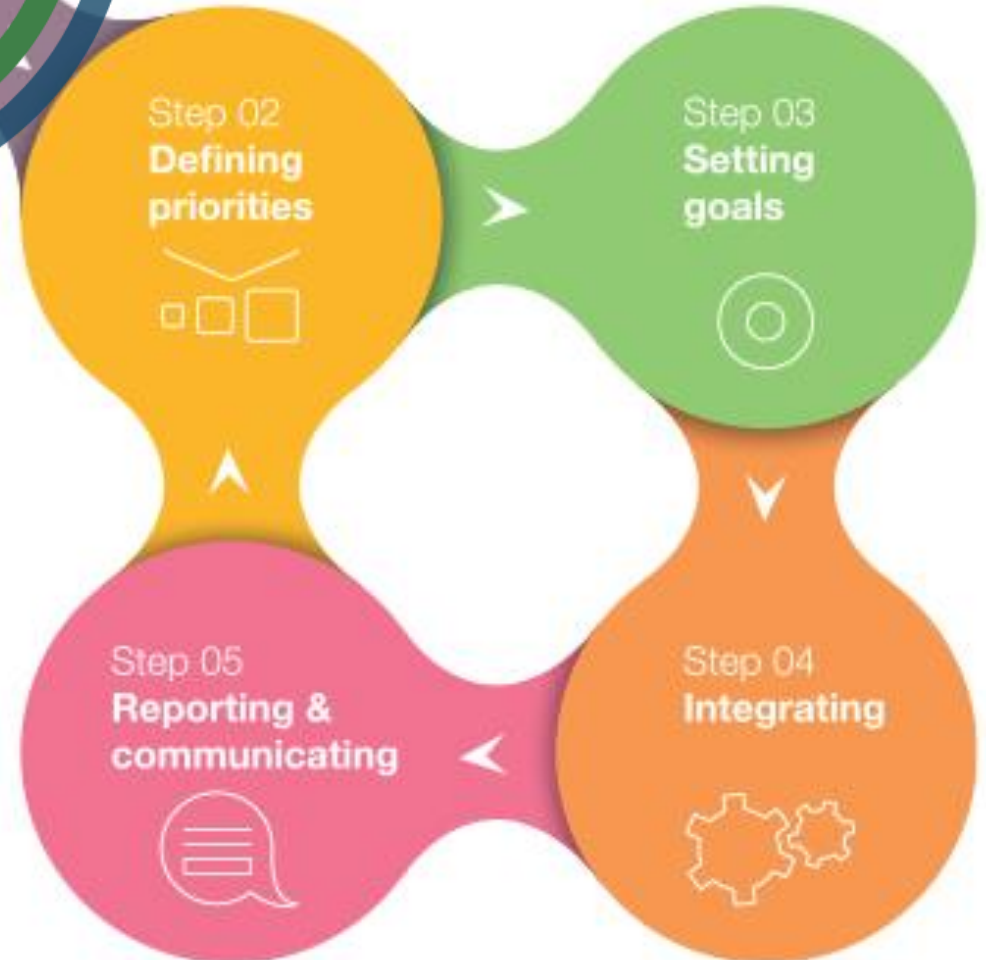 Step 02
Defining
priorities
Step 03
Setting
goals
Step 04
Integrating
Step 05
Reporting &
communicating